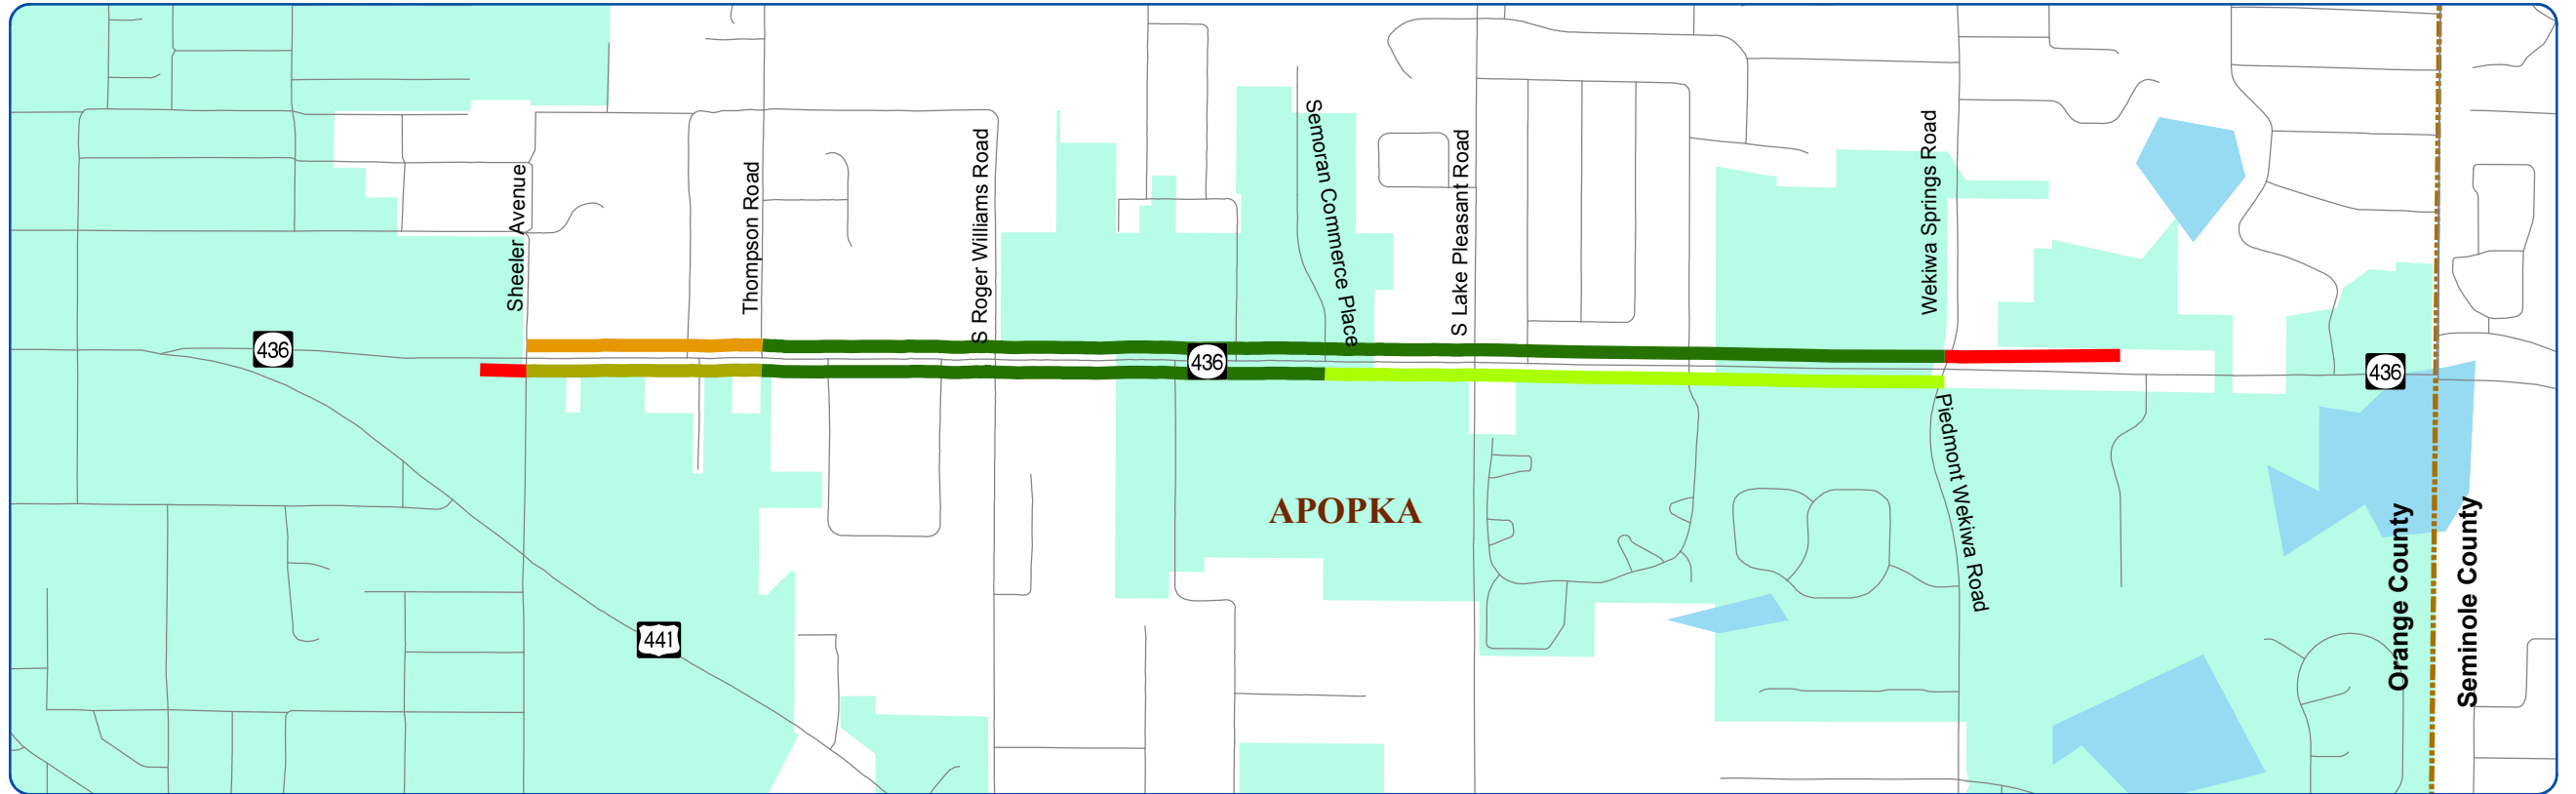 Sheeler Avenue
Thompson Road
S Roger Williams Road
Semoran Commerce Place
S Lake Pleasant Road
Wekiwa Springs Road
436
436
436
Piedmont Wekiwa Road
APOPKA
441
Orange County
Seminole County